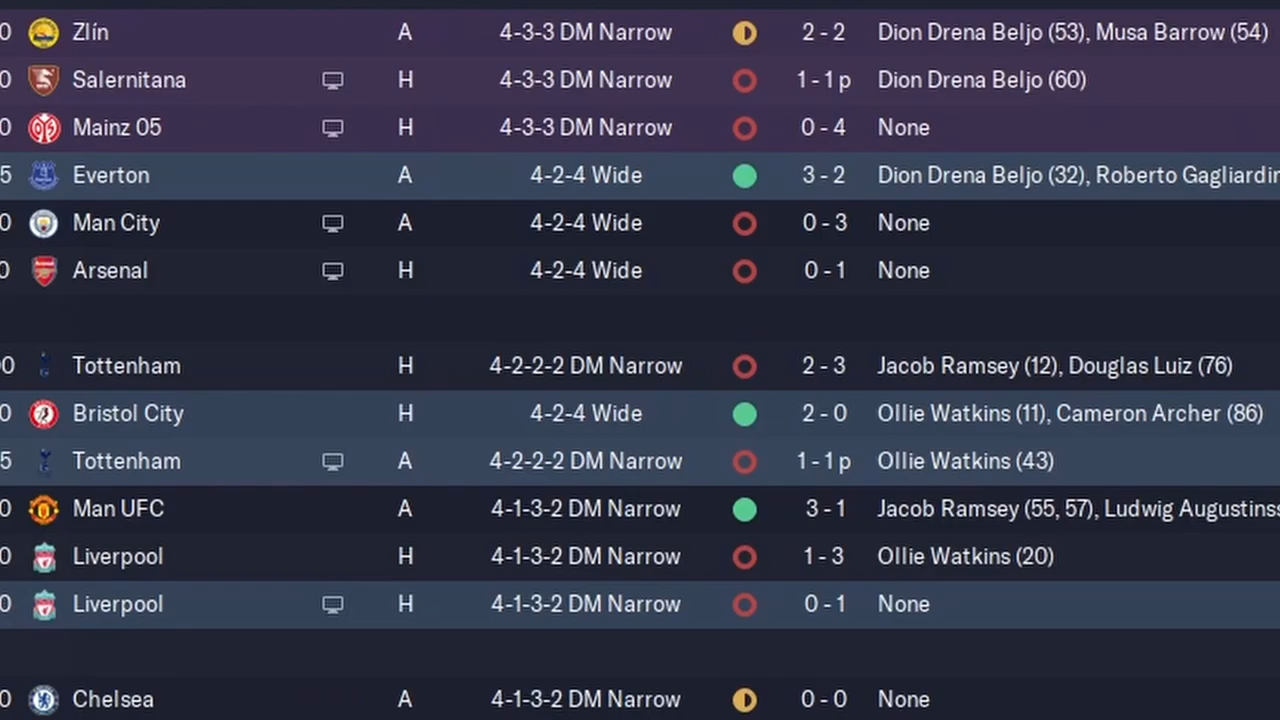 0 Zlín A 4-3-3 DM Narrow 2 - 2 Dion Drena Beljo (53), Musa Barrow (54)
0 Salernitana H 4-3-3 DM Narrow 1 - 1 p Dion Drena Beljo (60)
0 Mainz 05 H 4-3-3 DM Narrow 0 - 4 None
5 Everton A 4-2-4 Wide 3 - 2 Dion Drena Beljo (32), Roberto Gagliardin
0 Man City A 4-2-4 Wide 0 - 3 None
0 Arsenal H 4-2-4 Wide 0 - 1 None
00 Tottenham H 4-2-2-2 DM Narrow 2 - 3 Jacob Ramsey (12), Douglas Luiz (76)
0 Bristol City H 4-2-4 Wide 2 - 0 Ollie Watkins (11), Cameron Archer (86)
5 Tottenham A 4-2-2-2 DM Narrow 1 - 1 p Ollie Watkins (43)
0 Man UFC A 4-1-3-2 DM Narrow 3 - 1 Jacob Ramsey (55, 57), Ludwig Augustinss
0 Liverpool H 4-1-3-2 DM Narrow 1 - 3 Ollie Watkins (20)
0 Liverpool H 4-1-3-2 DM Narrow 0 - 1 None
0 Chelsea A 4-1-3-2 DM Narrow 0 - 0 None